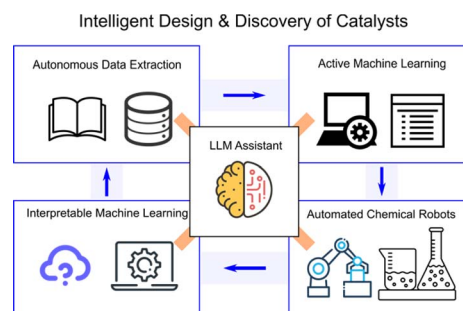 Intelligent Design & Discovery of Catalysts
Autonomous Data Extraction
Active Machine Learning
LLM Assistant
Interpretable Machine Learning
Automated Chemical Robots